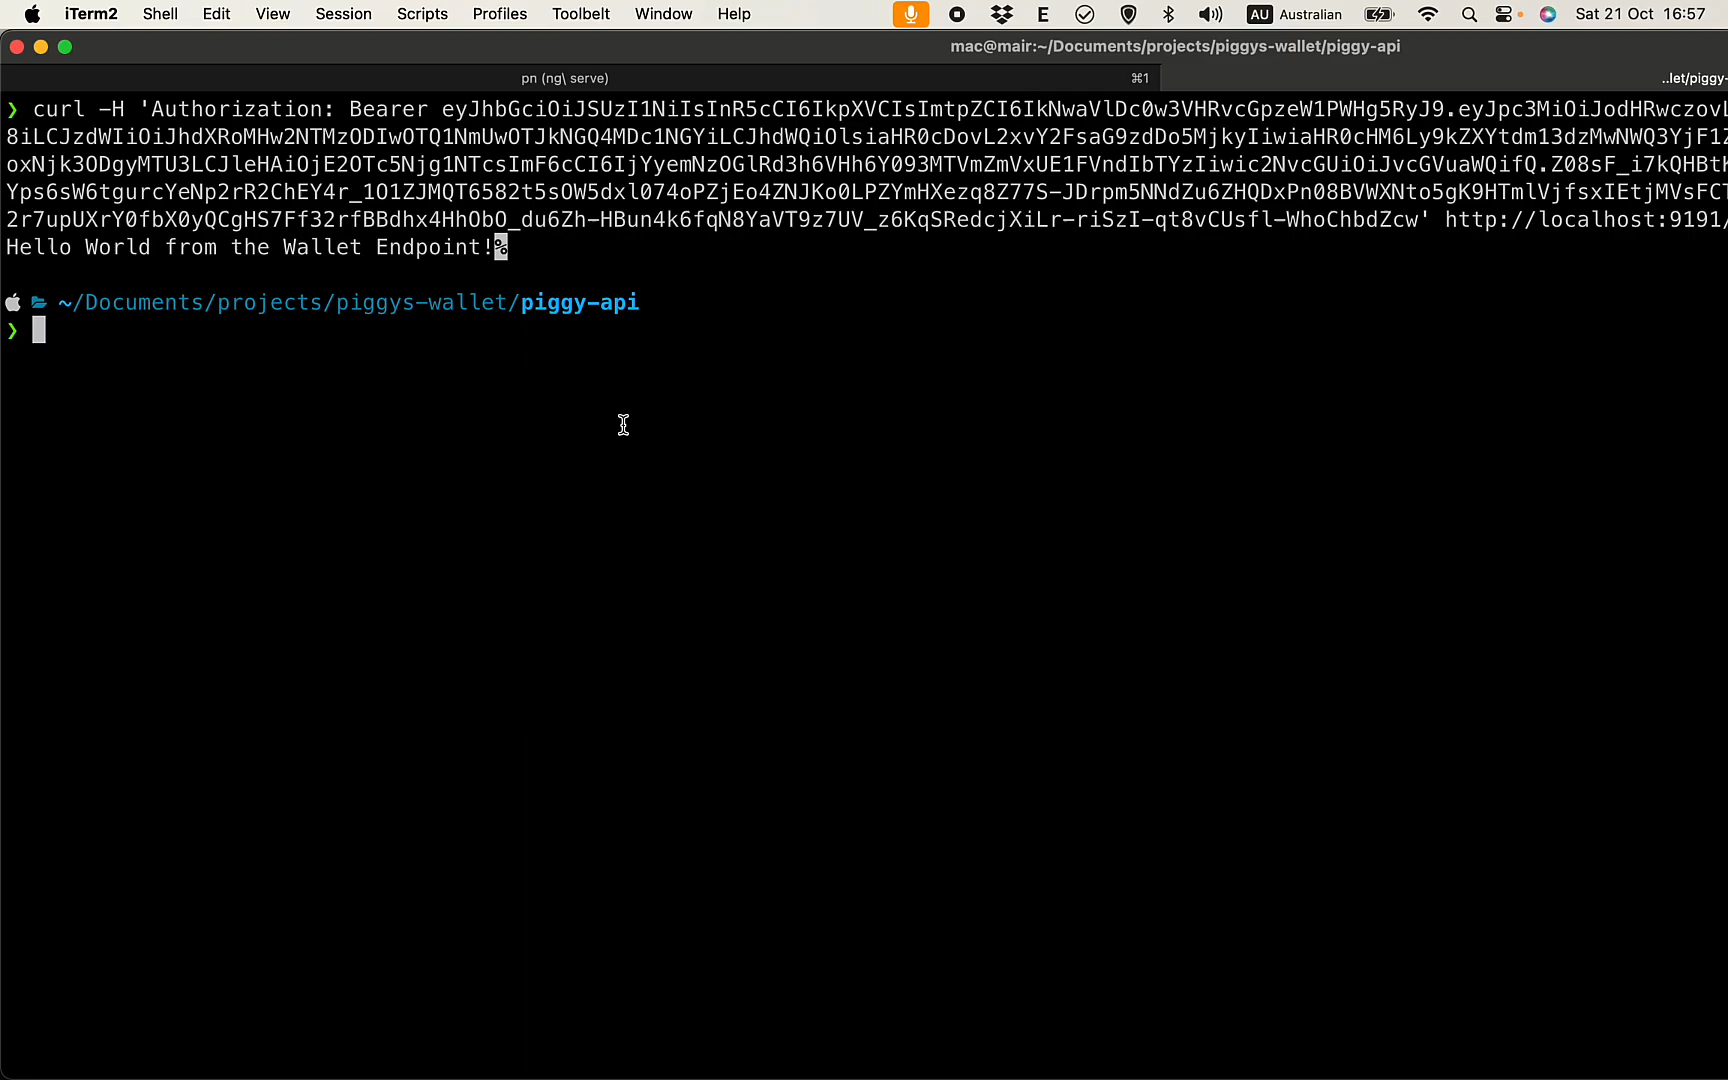 iTerm2 Shell Edit View Session Scripts Profiles Toolbelt Window Help E AU Australian Sat 21 Oct 16:57
mac@mair:~/Documents/projects/piggys-wallet/piggy-api
pn (ng\ serve) ⌘1 ..let/piggy-
❯ curl -H 'Authorization: Bearer eyJhbGciOiJSUzI1NiIsInR5cCI6IkpXVCIsImtpZCI6IkNwaVlDc0w3VHRvcGpzeW1PWHg5RyJ9.eyJpc3MiOiJodHRwczovL
8iLCJzdWIiOiJhdXRoMHw2NTMzODIwOTQ1NmUwOTJkNGQ4MDc1NGYiLCJhdWQiOlsiaHR0cDovL2xvY2FsaG9zdDo5MjkyIiwiaHR0cHM6Ly9kZXYtdm13dzMwNWQ3YjF1Z
oxNjk3ODgyMTU3LCJleHAiOjE2OTc5Njg1NTcsImF6cCI6IjYyemNzOGlRd3h6VHh6Y093MTVmZmVxUE1FVndIbTYzIiwic2NvcGUiOiJvcGVuaWQifQ.Z08sF_i7kQHBtK
Yps6sW6tgurcYeNp2rR2ChEY4r_1O1ZJMQT6582t5sOW5dxl074oPZjEo4ZNJKo0LPZYmHXezq8Z77S-JDrpm5NNdZu6ZHQDxPn08BVWXNto5gK9HTmlVjfsxIEtjMVsFCT
2r7upUXrY0fbX0yQCgHS7Ff32rfBBdhx4HhObO_du6Zh-HBun4k6fqN8YaVT9z7UV_z6KqSRedcjXiLr-riSzI-qt8vCUsfl-WhoChbdZcw' http://localhost:9191/
Hello World from the Wallet Endpoint!%
~/Documents/projects/piggys-wallet/piggy-api
❯